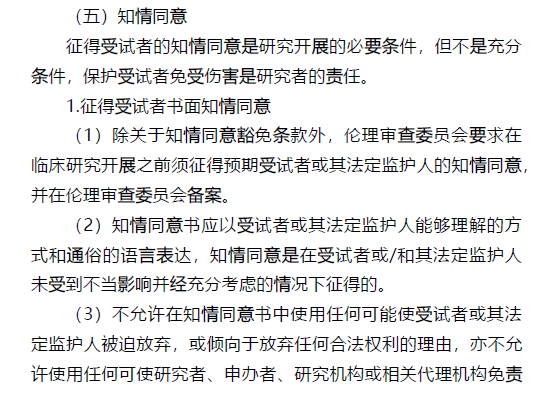 （五）知情同意
征得受试者的知情同意是研究开展的必要条件，但不是充分
条件，保护受试者免受伤害是研究者的责任。
1.征得受试者书面知情同意
（1）除关于知情同意豁免条款外，伦理审查委员会要求在
临床研究开展之前须征得预期受试者或其法定监护人的知情同意，
并在伦理审查委员会备案。
（2）知情同意书应以受试者或其法定监护人能够理解的方
式和通俗的语言表达，知情同意是在受试者或/和其法定监护人
未受到不当影响并经充分考虑的情况下征得的。
（3）不允许在知情同意书中使用任何可能使受试者或其法
定监护人被迫放弃，或倾向于放弃任何合法权利的理由，亦不允
许使用任何可使研究者、申办者、研究机构或相关代理机构免责